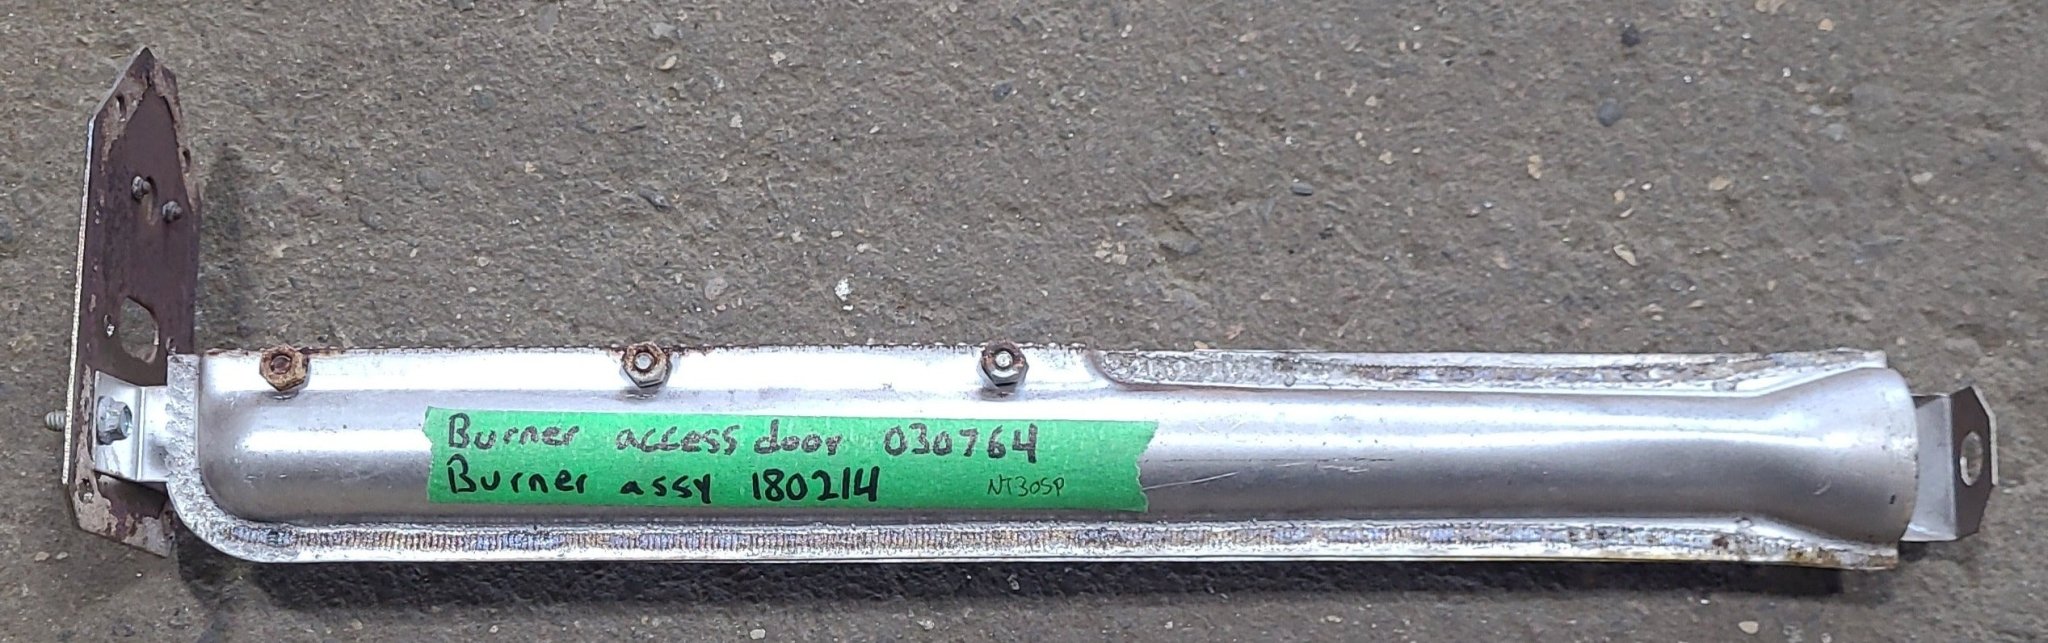 Burner access door 030764
Burner assy 180214 NT30SP